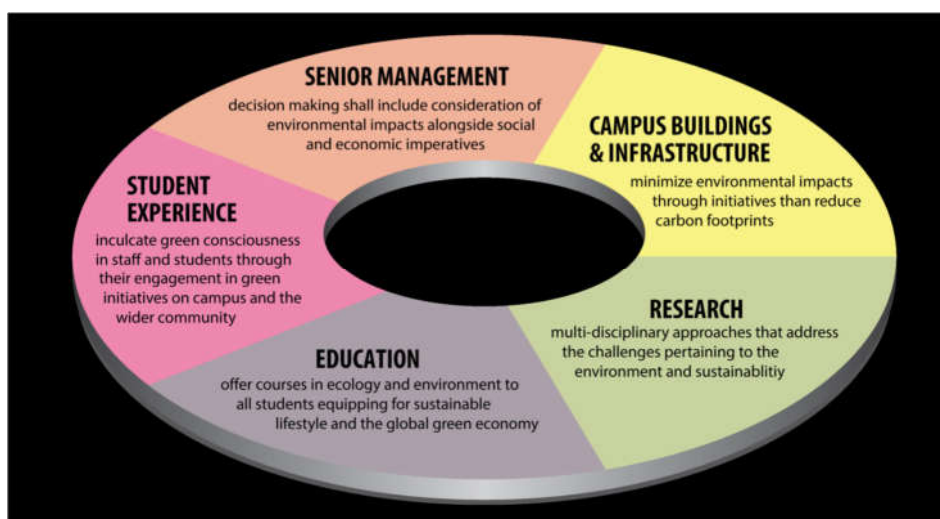 SENIOR MANAGEMENT
decision making shall include consideration of
environmental impacts alongside social
and economic imperatives
CAMPUS BUILDINGS
& INFRASTRUCTURE
minimize environmental impacts
through initiatives than reduce
carbon footprints
STUDENT
EXPERIENCE
inculcate green consciousness
in staff and students through
their engagement in green
initiatives on campus and the
wider community
RESEARCH
multi-disciplinary approaches that address
the challenges pertaining to the
environment and sustainablitiy
EDUCATION
offer courses in ecology and environment to
all students equipping for sustainable
lifestyle and the global green economy